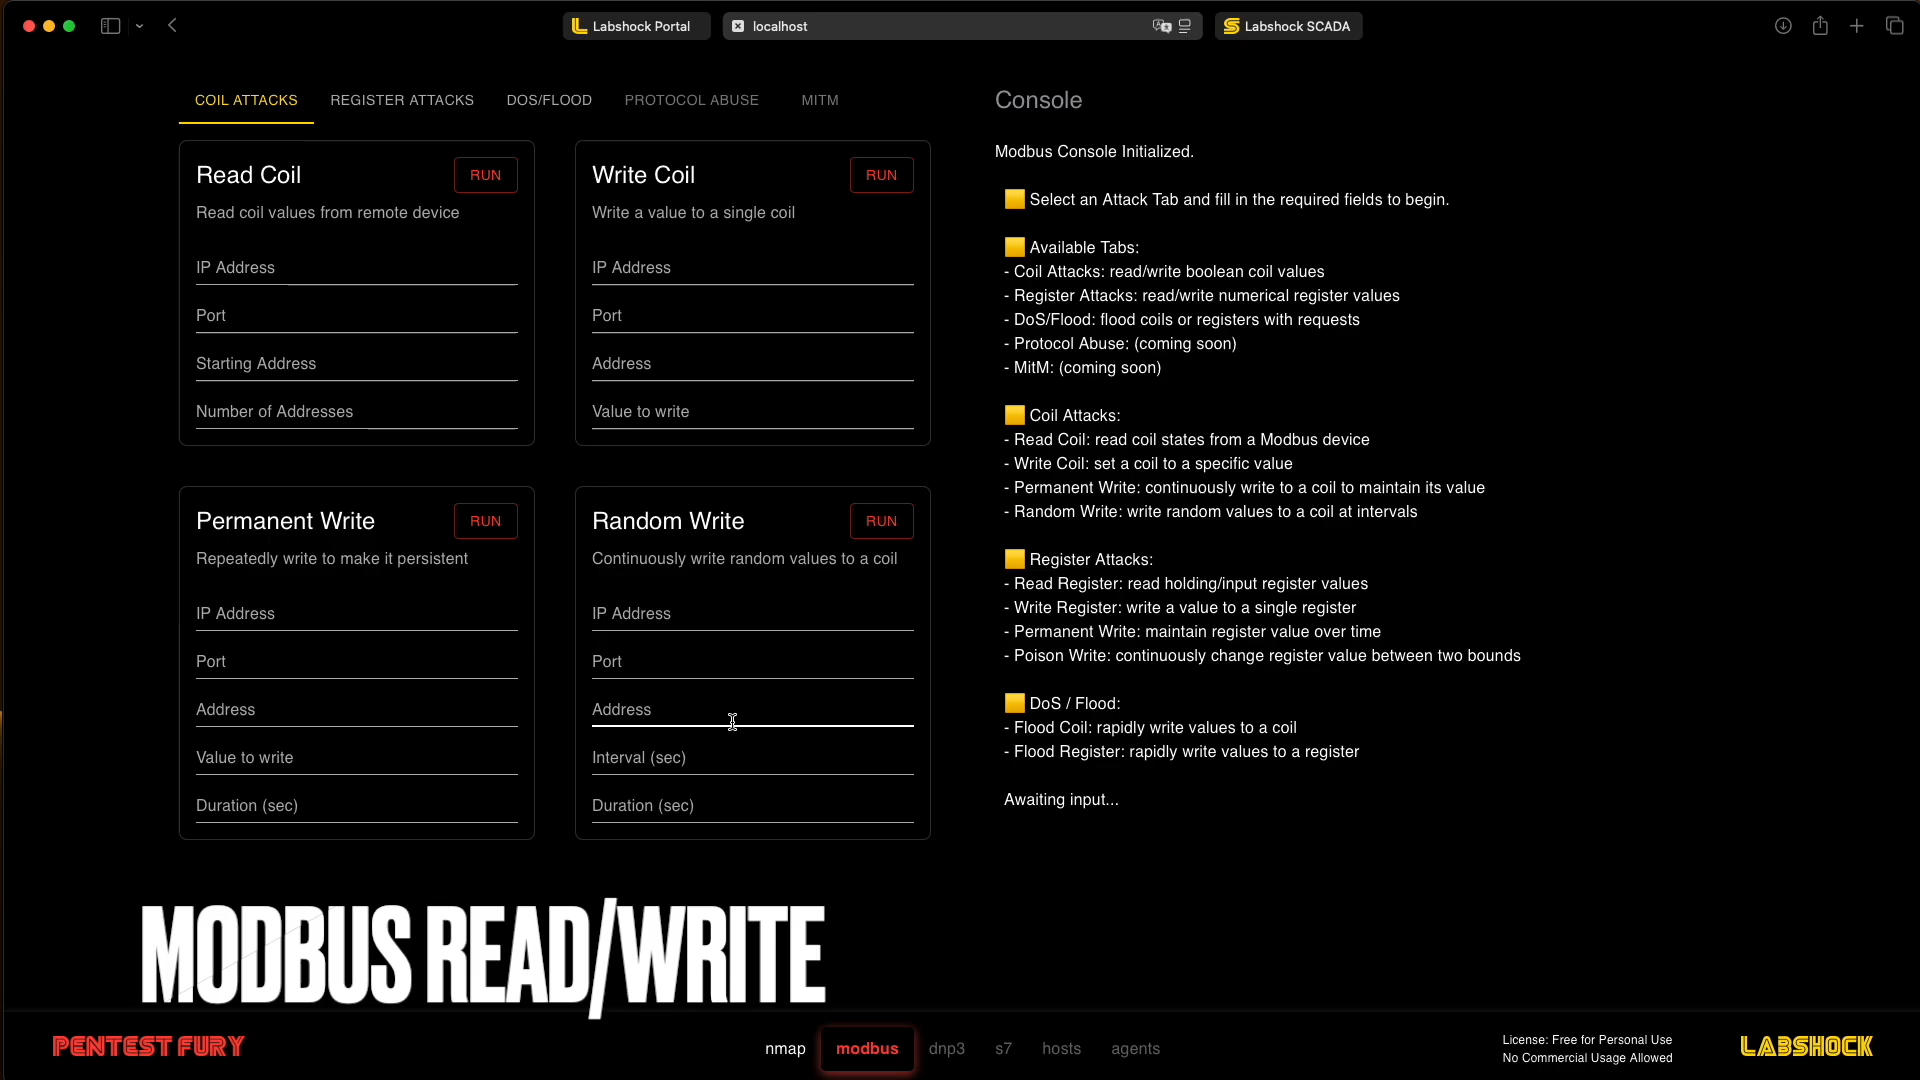 Labshock Portal
localhost
Labshock SCADA
COIL ATTACKS
REGISTER ATTACKS
DOS/FLOOD
PROTOCOL ABUSE
MITM
Read Coil
RUN
Read coil values from remote device
IP Address
Port
Starting Address
Number of Addresses
Write Coil
RUN
Write a value to a single coil
IP Address
Port
Address
Value to write
Permanent Write
RUN
Repeatedly write to make it persistent
IP Address
Port
Address
Value to write
Duration (sec)
Random Write
RUN
Continuously write random values to a coil
IP Address
Port
Address
Interval (sec)
Duration (sec)
Console
Modbus Console Initialized.
Select an Attack Tab and fill in the required fields to begin.
Available Tabs:
- Coil Attacks: read/write boolean coil values
- Register Attacks: read/write numerical register values
- DoS/Flood: flood coils or registers with requests
- Protocol Abuse: (coming soon)
- MitM: (coming soon)
Coil Attacks:
- Read Coil: read coil states from a Modbus device
- Write Coil: set a coil to a specific value
- Permanent Write: continuously write to a coil to maintain its value
- Random Write: write random values to a coil at intervals
Register Attacks:
- Read Register: read holding/input register values
- Write Register: write a value to a single register
- Permanent Write: maintain register value over time
- Poison Write: continuously change register value between two bounds
DoS / Flood:
- Flood Coil: rapidly write values to a coil
- Flood Register: rapidly write values to a register
Awaiting input...
MODBUS READ/WRITE
PENTEST FURY
nmap
modbus
dnp3
s7
hosts
agents
License: Free for Personal Use
No Commercial Usage Allowed
LABSHOCK